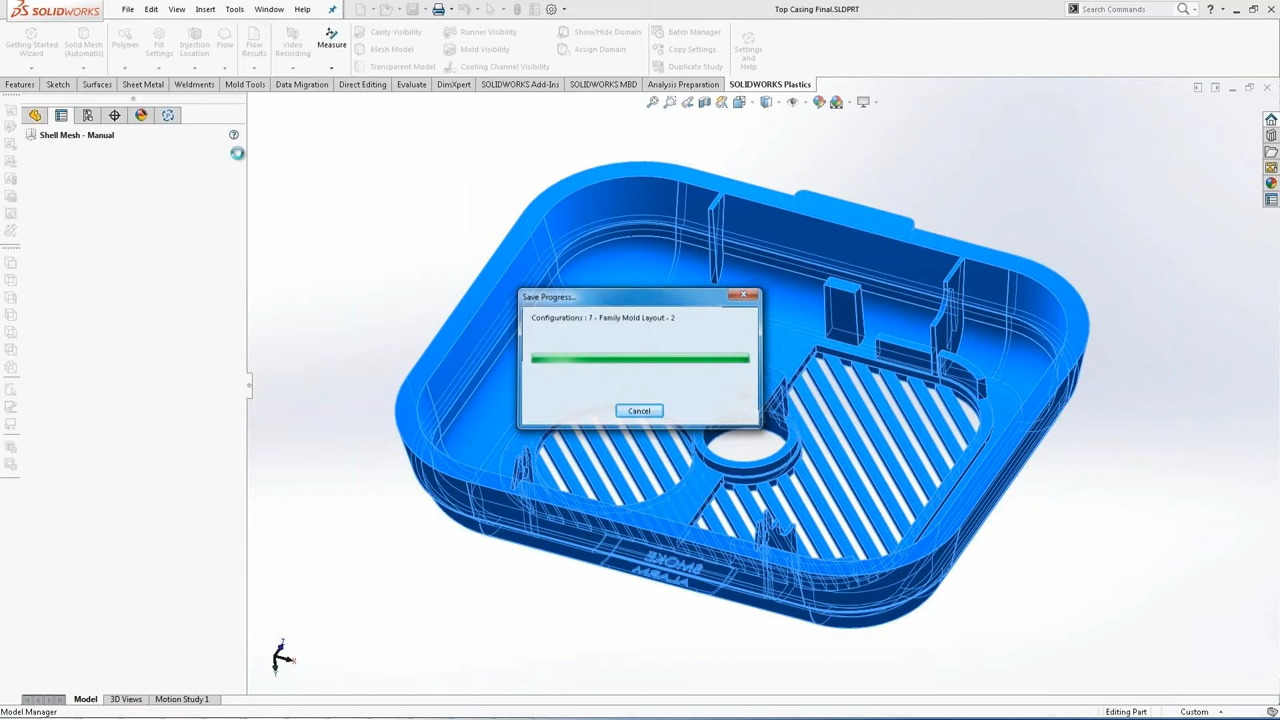 SOLIDWORKS
File Edit View Insert Tools Window Help
Top Casing Final.SLDPRT
Search Commands
Getting Started Wizard
Solid Mesh (Automatic)
Polymer
Fill Settings
Injection Location
Flow
Flow Results
Video Recording
Measure
Cavity Visibility
Mesh Model
Transparent Model
Runner Visibility
Mold Visibility
Cooling Channel Visibility
Show/Hide Domain
Assign Domain
Batch Manager
Copy Settings
Duplicate Study
Settings and Help
Features Sketch Surfaces Sheet Metal Weldments Mold Tools Data Migration Direct Editing Evaluate DimXpert SOLIDWORKS Add-Ins SOLIDWORKS MBD Analysis Preparation SOLIDWORKS Plastics
Shell Mesh - Manual
Save Progress...
Configurations : 7 - Family Mold Layout - 2
Cancel
SMOKE
ALARM
Z
X
Model 3D Views Motion Study 1
Model Manager
Editing Part
Custom